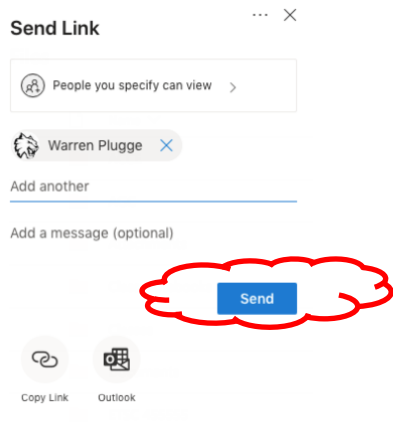 Send Link
People you specify can view
Warren Plugge
Add another
Add a message (optional)
Send
Copy Link
Outlook